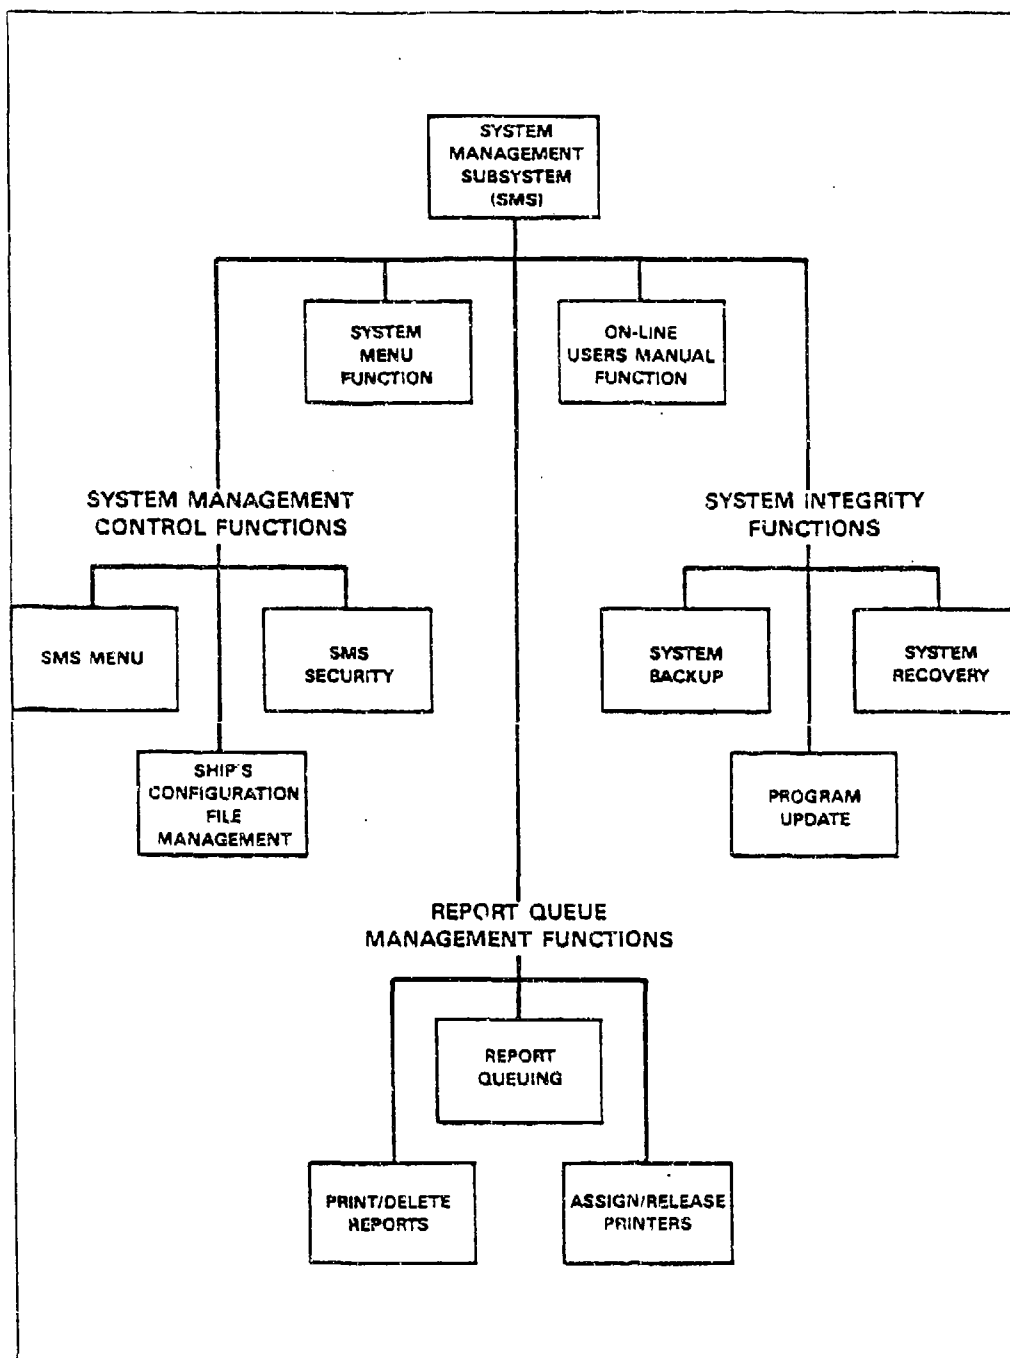 SYSTEM
MANAGEMENT
SUBSYSTEM
(SMS)
SYSTEM
MENU
FUNCTION
ON-LINE
USERS MANUAL
FUNCTION
SYSTEM MANAGEMENT
CONTROL FUNCTIONS
SYSTEM INTEGRITY
FUNCTIONS
SMS MENU
SMS
SECURITY
SYSTEM
BACKUP
SYSTEM
RECOVERY
SHIP'S
CONFIGURATION
FILE
MANAGEMENT
PROGRAM
UPDATE
REPORT QUEUE
MANAGEMENT FUNCTIONS
REPORT
QUEUING
PRINT/DELETE
REPORTS
ASSIGN/RELEASE
PRINTERS